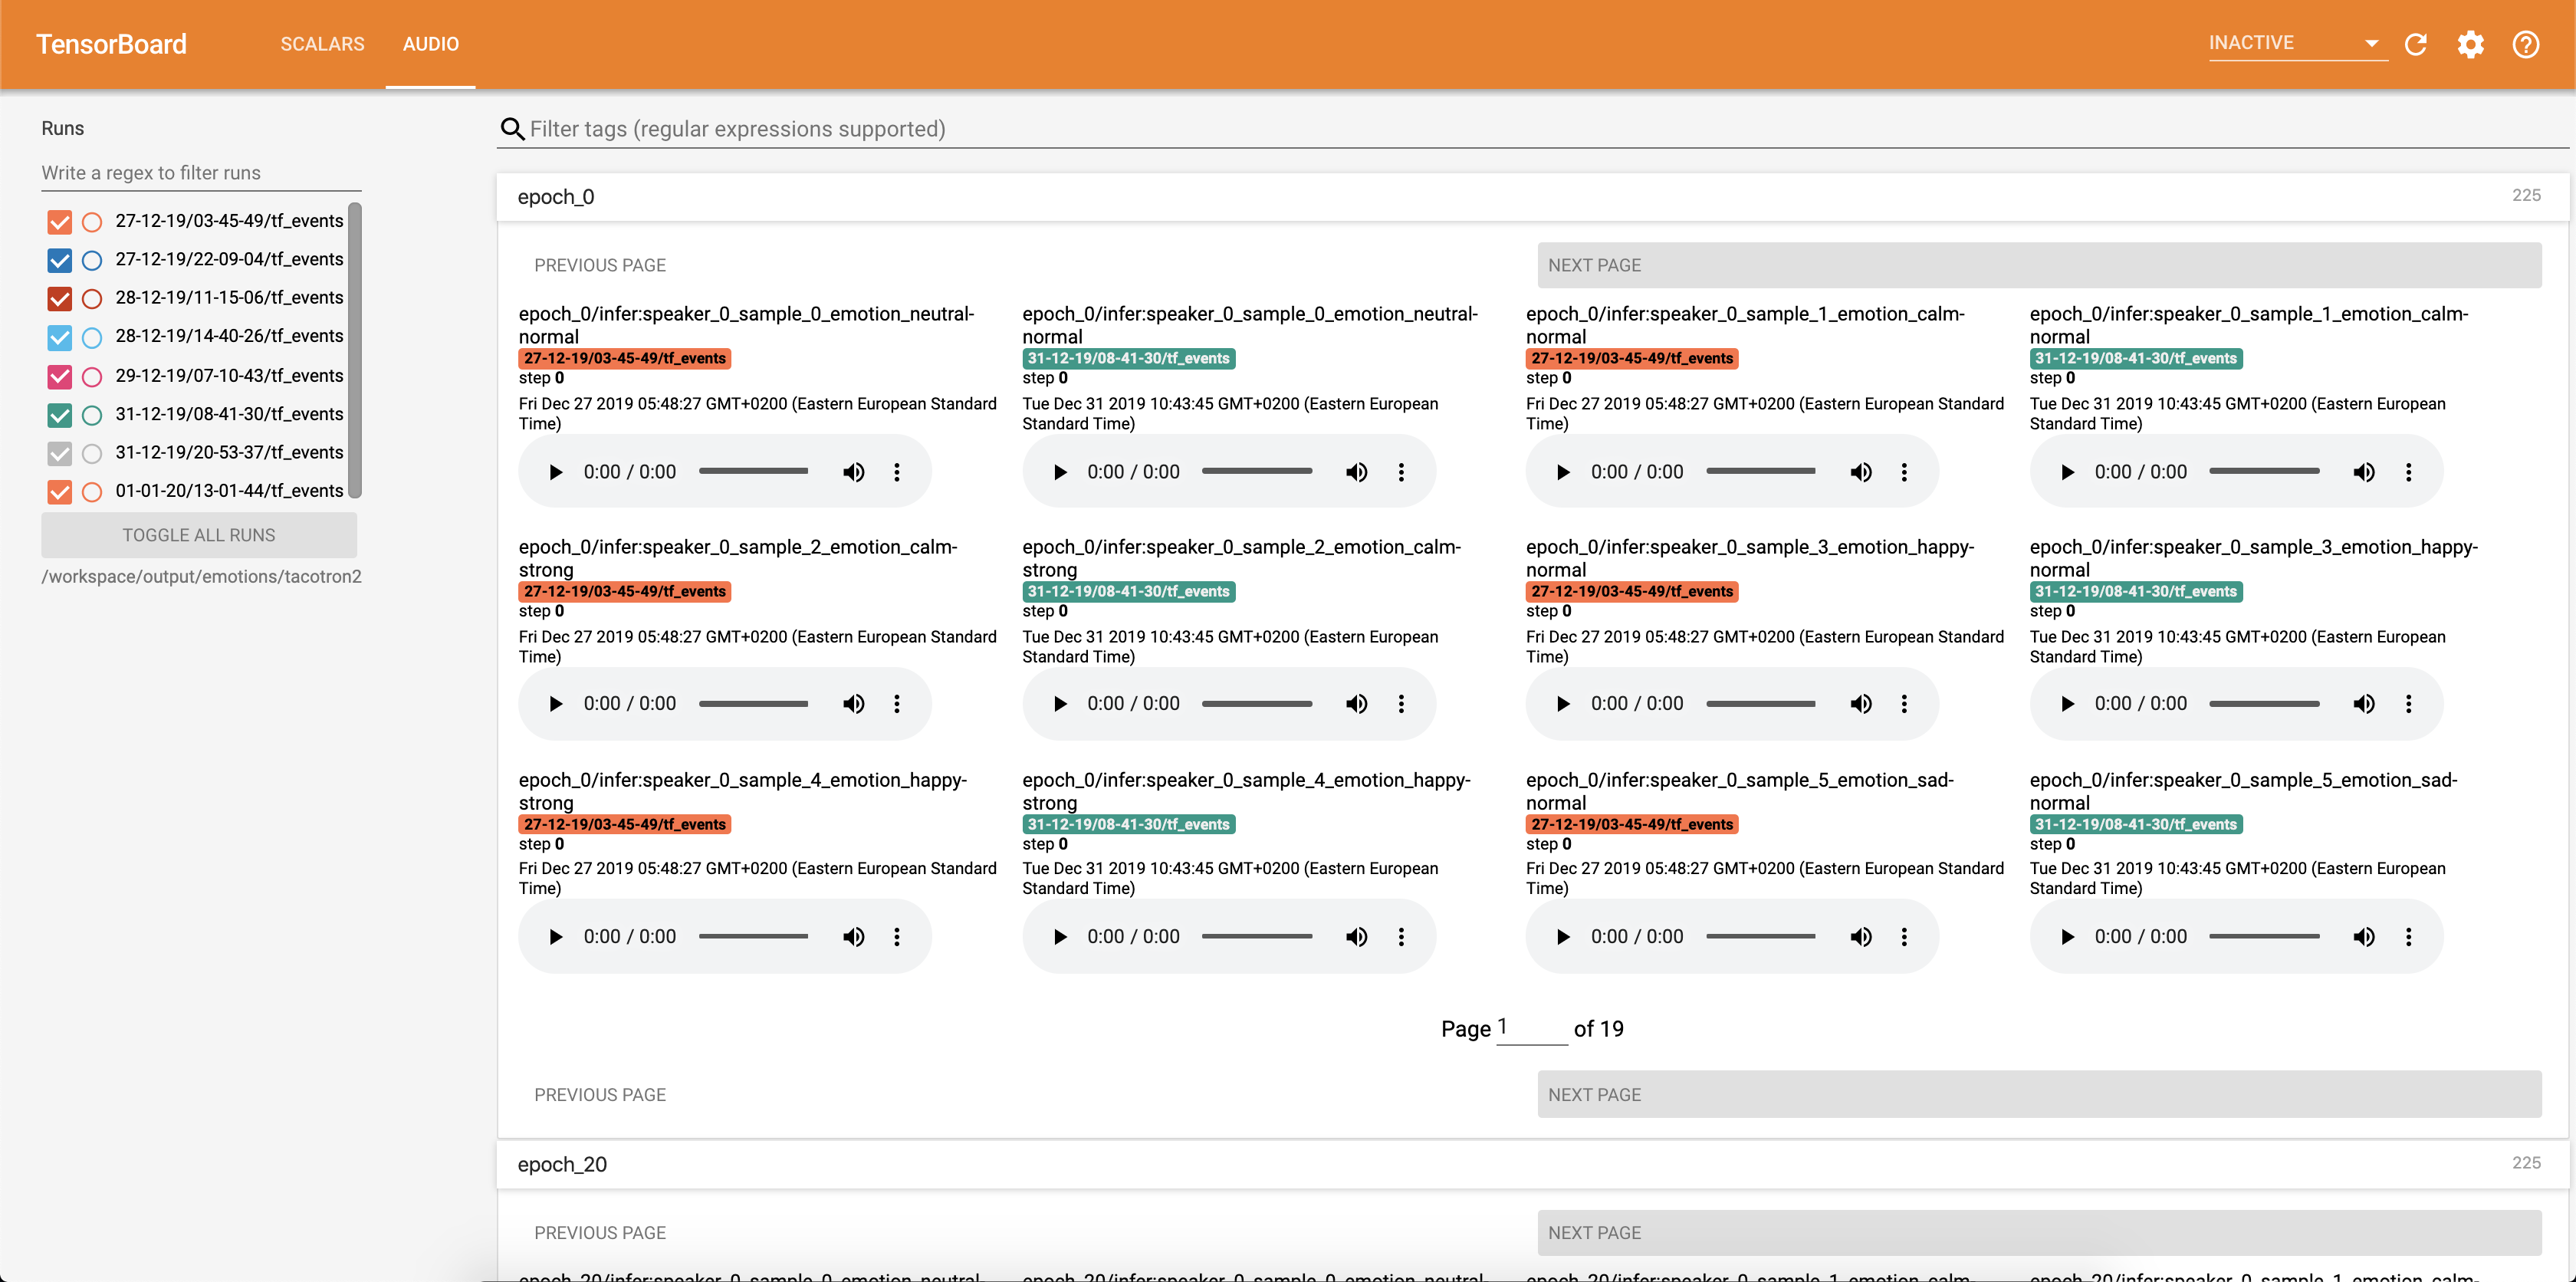 TensorBoard
SCALARS
AUDIO
INACTIVE
Runs
Write a regex to filter runs
27-12-19/03-45-49/tf_events
27-12-19/22-09-04/tf_events
28-12-19/11-15-06/tf_events
28-12-19/14-40-26/tf_events
29-12-19/07-10-43/tf_events
31-12-19/08-41-30/tf_events
31-12-19/20-53-37/tf_events
01-01-20/13-01-44/tf_events
TOGGLE ALL RUNS
/workspace/output/emotions/tacotron2
Filter tags (regular expressions supported)
epoch_0
225
PREVIOUS PAGE
NEXT PAGE
epoch_0/infer:speaker_0_sample_0_emotion_neutral-
normal
27-12-19/03-45-49/tf_events
step 0
Fri Dec 27 2019 05:48:27 GMT+0200 (Eastern European Standard
Time)
0:00 / 0:00
epoch_0/infer:speaker_0_sample_0_emotion_neutral-
normal
31-12-19/08-41-30/tf_events
step 0
Tue Dec 31 2019 10:43:45 GMT+0200 (Eastern European
Standard Time)
0:00 / 0:00
epoch_0/infer:speaker_0_sample_1_emotion_calm-
normal
27-12-19/03-45-49/tf_events
step 0
Fri Dec 27 2019 05:48:27 GMT+0200 (Eastern European Standard
Time)
0:00 / 0:00
epoch_0/infer:speaker_0_sample_1_emotion_calm-
normal
31-12-19/08-41-30/tf_events
step 0
Tue Dec 31 2019 10:43:45 GMT+0200 (Eastern European
Standard Time)
0:00 / 0:00
epoch_0/infer:speaker_0_sample_2_emotion_calm-
strong
27-12-19/03-45-49/tf_events
step 0
Fri Dec 27 2019 05:48:27 GMT+0200 (Eastern European Standard
Time)
0:00 / 0:00
epoch_0/infer:speaker_0_sample_2_emotion_calm-
strong
31-12-19/08-41-30/tf_events
step 0
Tue Dec 31 2019 10:43:45 GMT+0200 (Eastern European
Standard Time)
0:00 / 0:00
epoch_0/infer:speaker_0_sample_3_emotion_happy-
normal
27-12-19/03-45-49/tf_events
step 0
Fri Dec 27 2019 05:48:27 GMT+0200 (Eastern European Standard
Time)
0:00 / 0:00
epoch_0/infer:speaker_0_sample_3_emotion_happy-
normal
31-12-19/08-41-30/tf_events
step 0
Tue Dec 31 2019 10:43:45 GMT+0200 (Eastern European
Standard Time)
0:00 / 0:00
epoch_0/infer:speaker_0_sample_4_emotion_happy-
strong
27-12-19/03-45-49/tf_events
step 0
Fri Dec 27 2019 05:48:27 GMT+0200 (Eastern European Standard
Time)
0:00 / 0:00
epoch_0/infer:speaker_0_sample_4_emotion_happy-
strong
31-12-19/08-41-30/tf_events
step 0
Tue Dec 31 2019 10:43:45 GMT+0200 (Eastern European
Standard Time)
0:00 / 0:00
epoch_0/infer:speaker_0_sample_5_emotion_sad-
normal
27-12-19/03-45-49/tf_events
step 0
Fri Dec 27 2019 05:48:27 GMT+0200 (Eastern European Standard
Time)
0:00 / 0:00
epoch_0/infer:speaker_0_sample_5_emotion_sad-
normal
31-12-19/08-41-30/tf_events
step 0
Tue Dec 31 2019 10:43:45 GMT+0200 (Eastern European
Standard Time)
0:00 / 0:00
Page 1 of 19
PREVIOUS PAGE
NEXT PAGE
epoch_20
225
PREVIOUS PAGE
NEXT PAGE
epoch_20/infer:speaker_0_sample_0_emotion_neutral-
epoch_20/infer:speaker_0_sample_0_emotion_neutral-
epoch_20/infer:speaker_0_sample_1_emotion_calm-
epoch_20/infer:speaker_0_sample_1_emotion_calm-